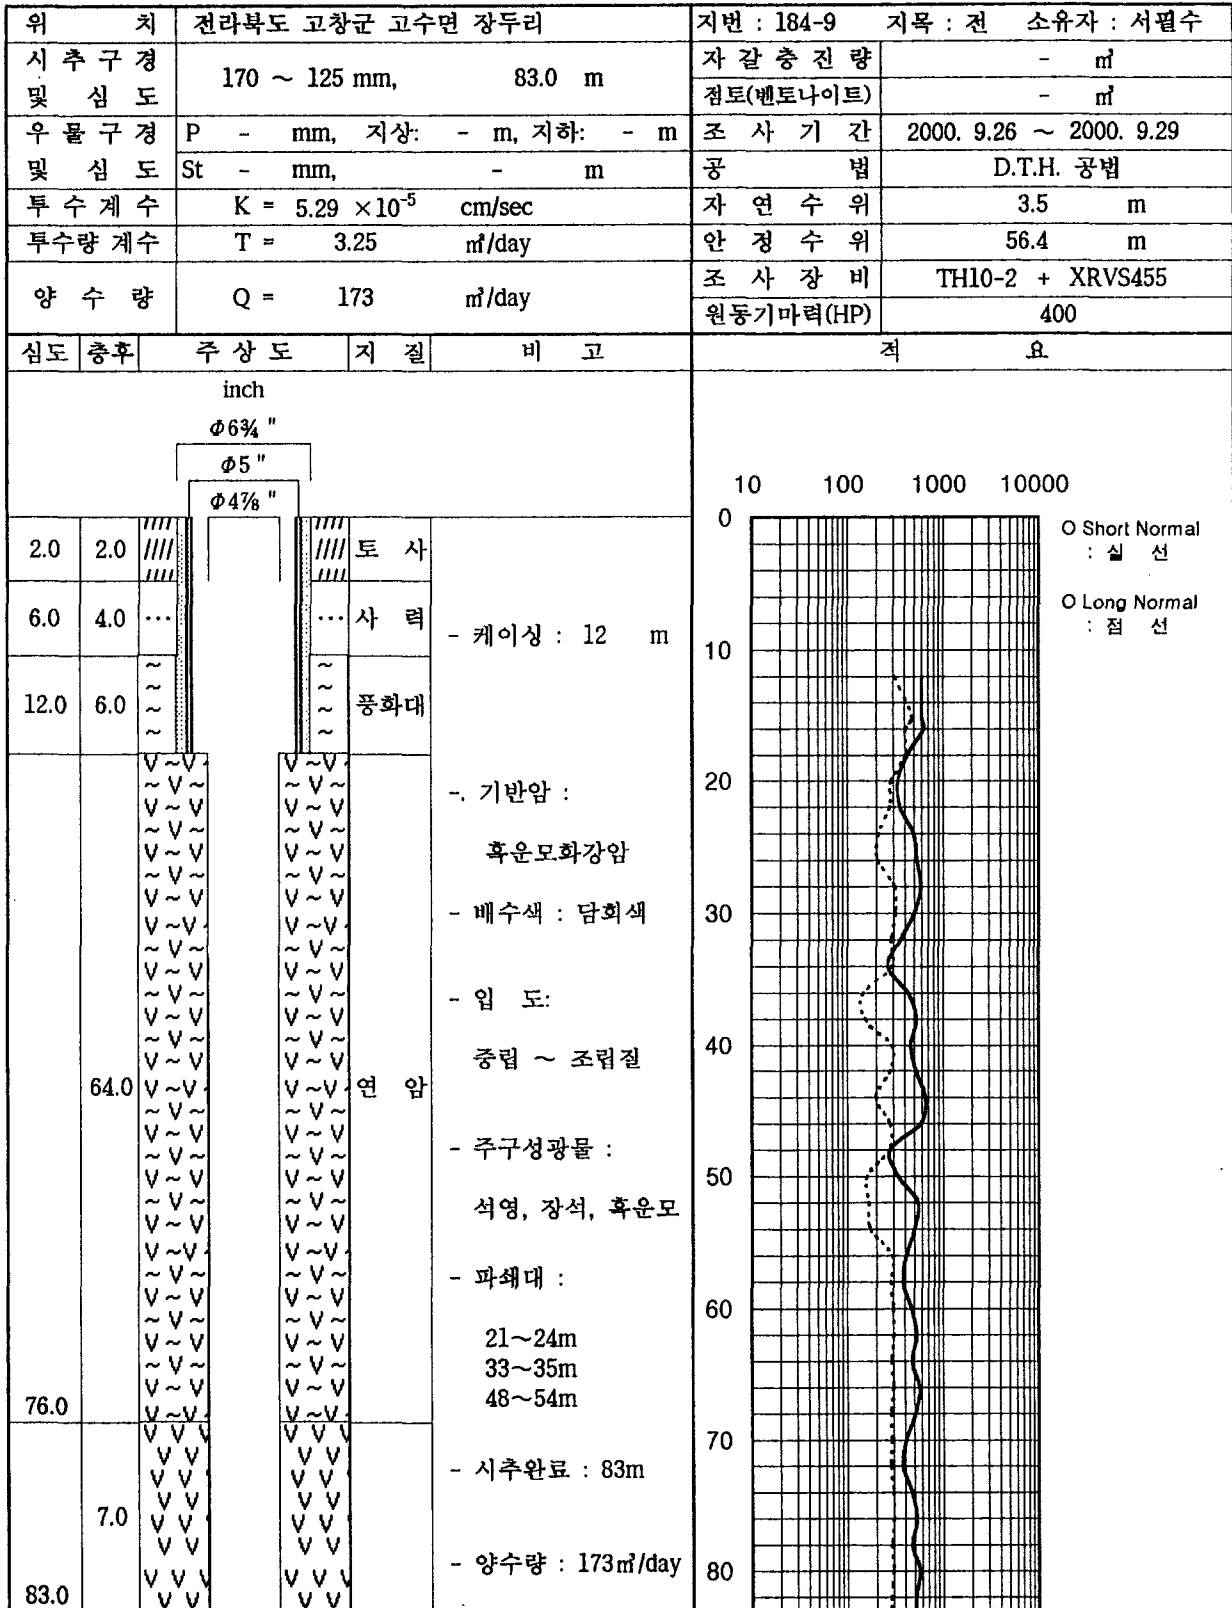 위 치 전라북도 고창군 고수면 장두리 지번 : 184-9 지목 : 전 소유자 : 서필수
시 추 구 경 및 심 도 170 ~ 125 mm, 83.0 m
자 갈 충 진 량 - ㎥
점토(벤토나이트) - ㎥
우 물 구 경 및 심 도 P - mm, 지상: - m, 지하: - m
St - mm, - m
조 사 기 간 2000. 9.26 ~ 2000. 9.29
공 법 D.T.H. 공법
투 수 계 수 K = 5.29 ×10⁻⁵ cm/sec
자 연 수 위 3.5 m
투수량 계수 T = 3.25 ㎡/day
안 정 수 위 56.4 m
양 수 량 Q = 173 ㎥/day
조 사 장 비 TH10-2 + XRVS455
원동기마력(HP) 400
심도 층후 주 상 도 지 질 비 고 적 요
inch
Φ6¾ "
Φ5 "
Φ4⅞ "
2.0 2.0 토 사
6.0 4.0 사 력
- 케이싱 : 12 m
12.0 6.0 풍화대
-. 기반암 :
흑운모화강암
- 배수색 : 담회색
- 입 도:
중립 ~ 조립질
64.0 연 암
- 주구성광물 :
석영, 장석, 흑운모
- 파쇄대 :
21~24m
33~35m
48~54m
76.0
- 시추완료 : 83m
7.0
- 양수량 : 173㎥/day
83.0
10 100 1000 10000
0
10
20
30
40
50
60
70
80
O Short Normal
: 실 선
O Long Normal
: 점 선